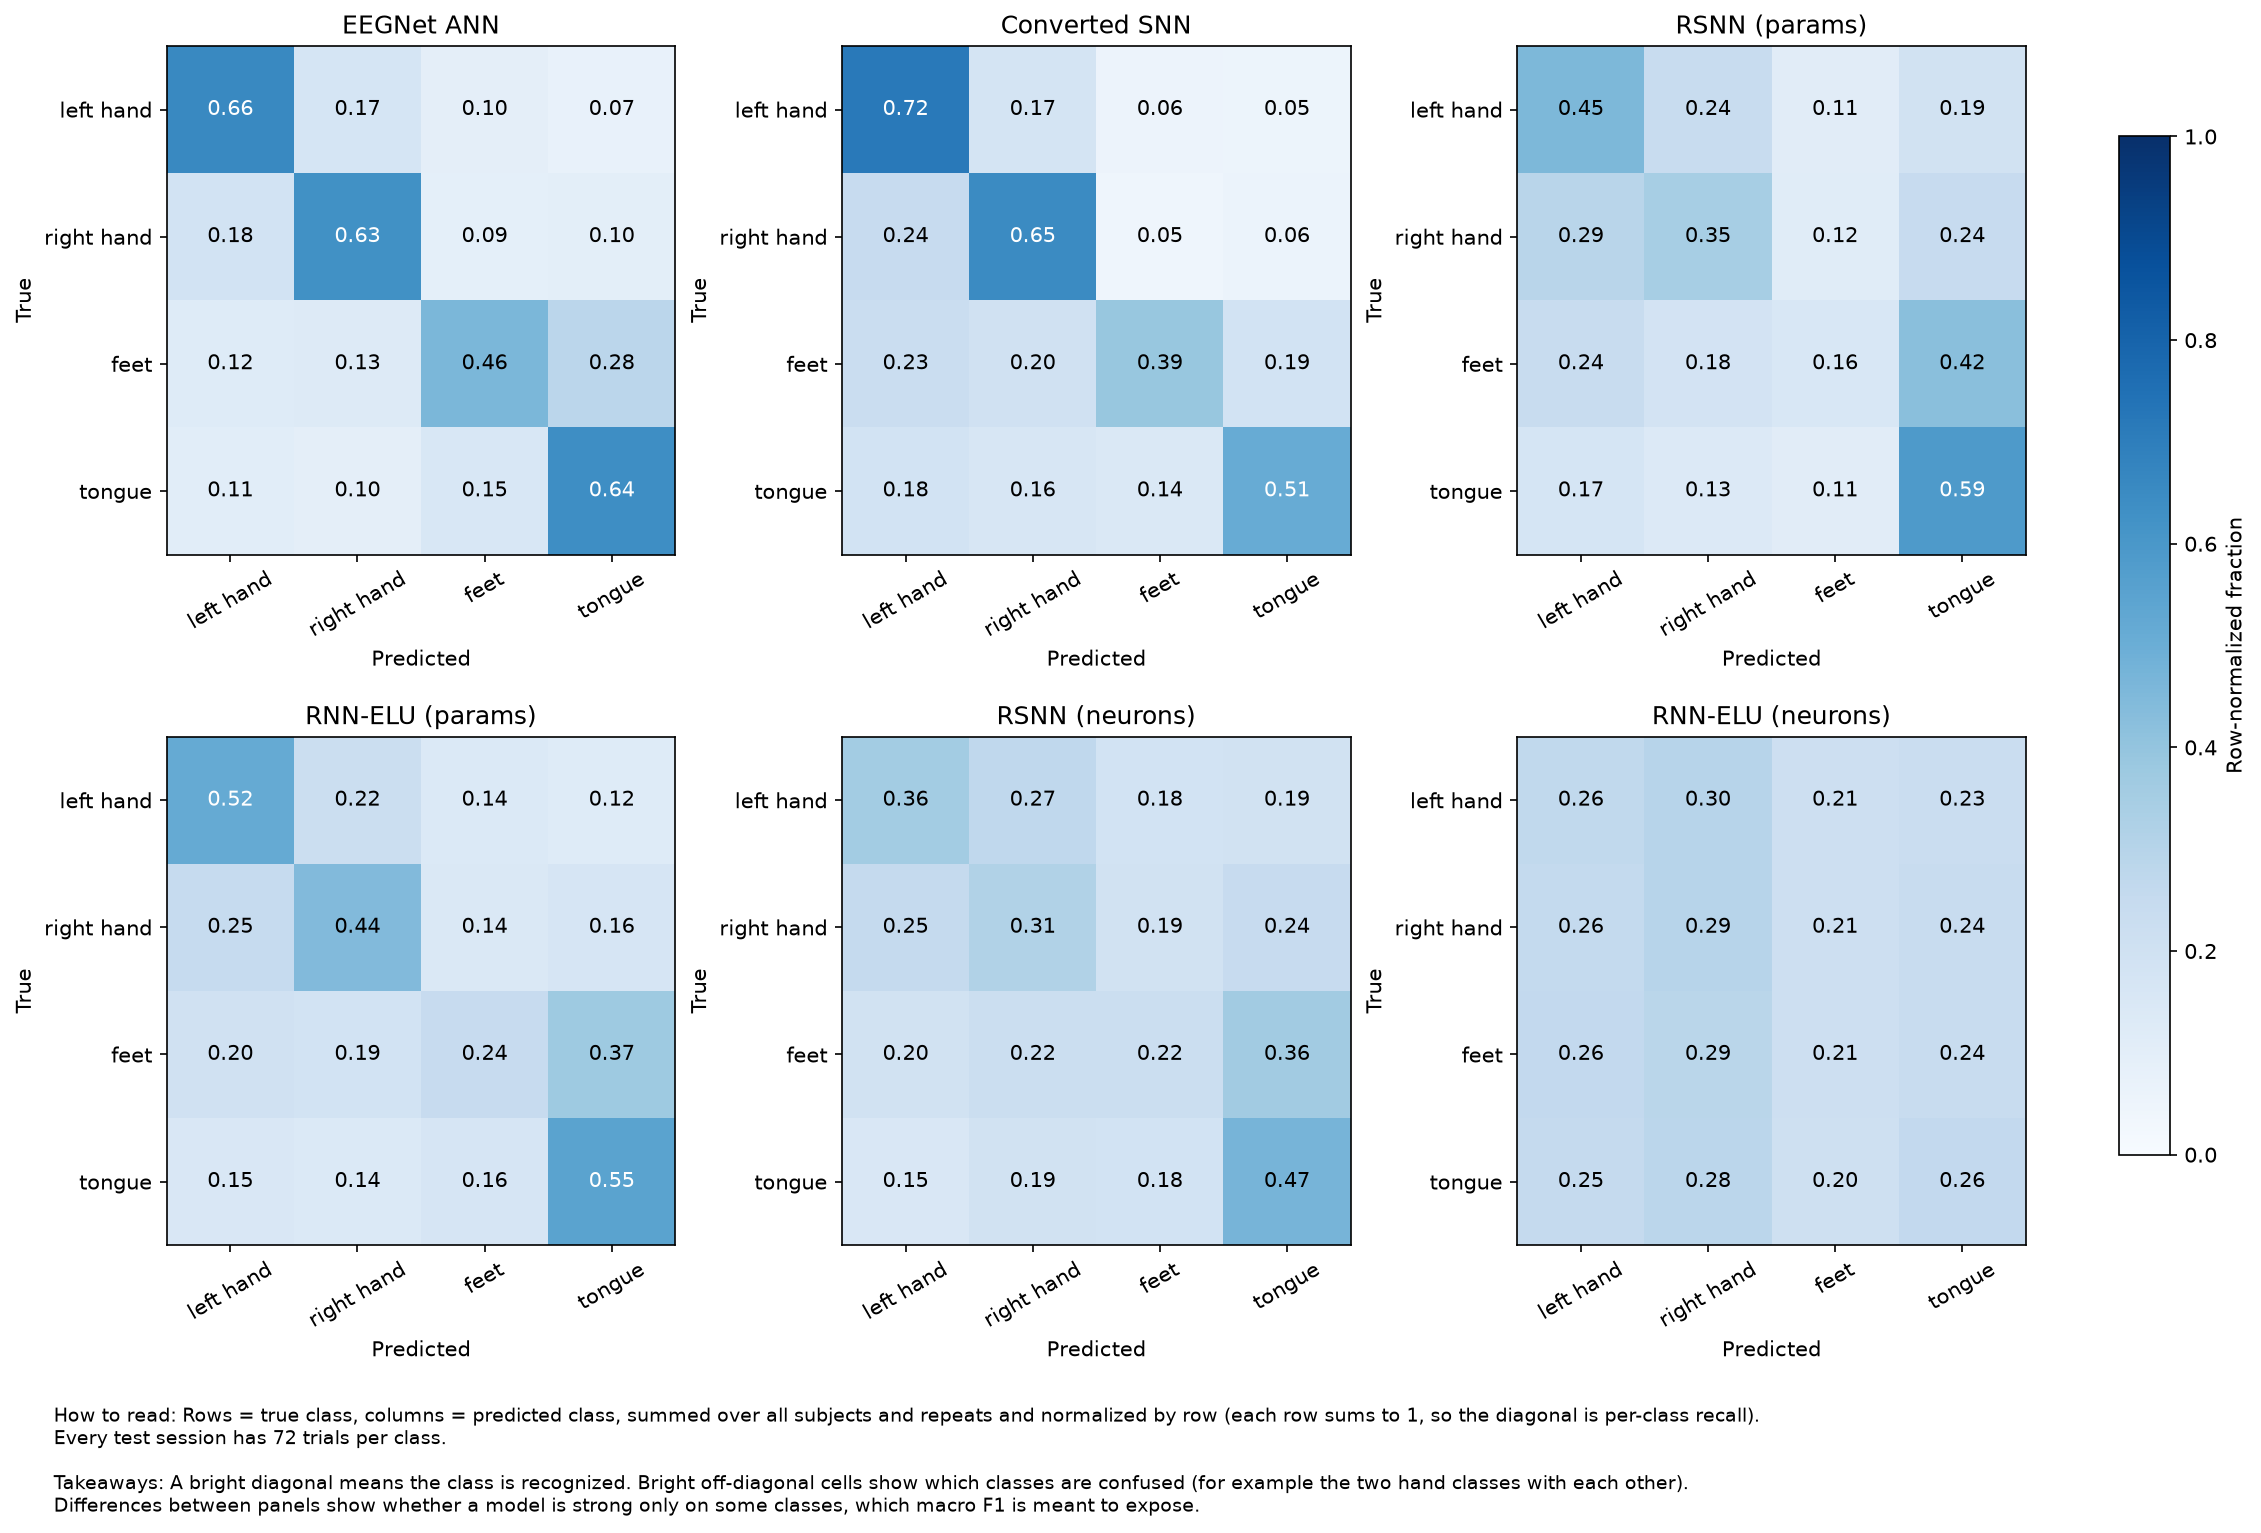 EEGNet ANN
True
left hand 0.66 0.17 0.10 0.07
right hand 0.18 0.63 0.09 0.10
feet 0.12 0.13 0.46 0.28
tongue 0.11 0.10 0.15 0.64
left hand right hand feet tongue
Predicted
Converted SNN
True
left hand 0.72 0.17 0.06 0.05
right hand 0.24 0.65 0.05 0.06
feet 0.23 0.20 0.39 0.19
tongue 0.18 0.16 0.14 0.51
left hand right hand feet tongue
Predicted
RSNN (params)
True
left hand 0.45 0.24 0.11 0.19
right hand 0.29 0.35 0.12 0.24
feet 0.24 0.18 0.16 0.42
tongue 0.17 0.13 0.11 0.59
left hand right hand feet tongue
Predicted
RNN-ELU (params)
True
left hand 0.52 0.22 0.14 0.12
right hand 0.25 0.44 0.14 0.16
feet 0.20 0.19 0.24 0.37
tongue 0.15 0.14 0.16 0.55
left hand right hand feet tongue
Predicted
RSNN (neurons)
True
left hand 0.36 0.27 0.18 0.19
right hand 0.25 0.31 0.19 0.24
feet 0.20 0.22 0.22 0.36
tongue 0.15 0.19 0.18 0.47
left hand right hand feet tongue
Predicted
RNN-ELU (neurons)
True
left hand 0.26 0.30 0.21 0.23
right hand 0.26 0.29 0.21 0.24
feet 0.26 0.29 0.21 0.24
tongue 0.25 0.28 0.20 0.26
left hand right hand feet tongue
Predicted
1.0
0.8
0.6
0.4
0.2
0.0
Row-normalized fraction
How to read: Rows = true class, columns = predicted class, summed over all subjects and repeats and normalized by row (each row sums to 1, so the diagonal is per-class recall).
Every test session has 72 trials per class.
Takeaways: A bright diagonal means the class is recognized. Bright off-diagonal cells show which classes are confused (for example the two hand classes with each other).
Differences between panels show whether a model is strong only on some classes, which macro F1 is meant to expose.